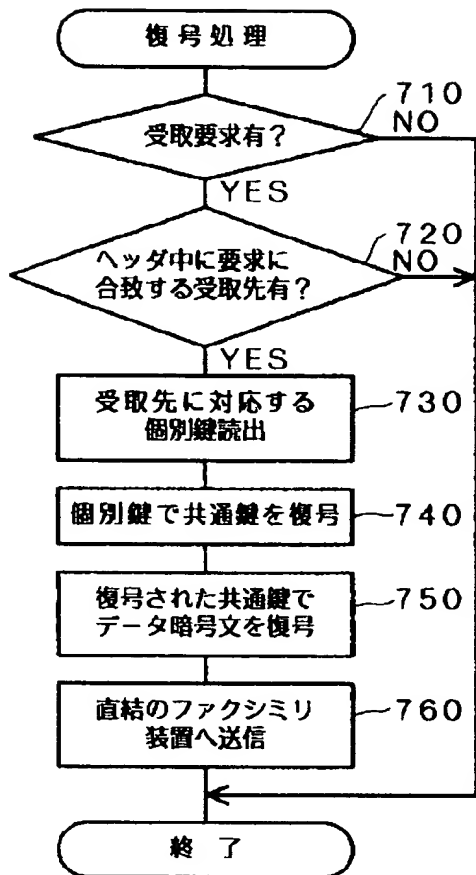 復号処理
710
受取要求有?
NO
YES
720
ヘッダ中に要求に
合致する受取先有?
NO
YES
受取先に対応する
個別鍵読出
730
個別鍵で共通鍵を復号
740
復号された共通鍵で
データ暗号文を復号
750
直結のファクシミリ
装置へ送信
760
終了